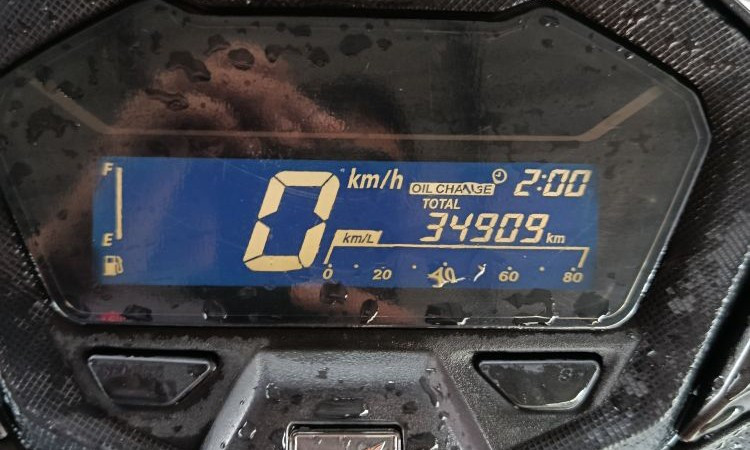 F
km/h
OIL CHANGE
2:00
TOTAL
34909 km
E
0
km/L
0 20 40 60 80